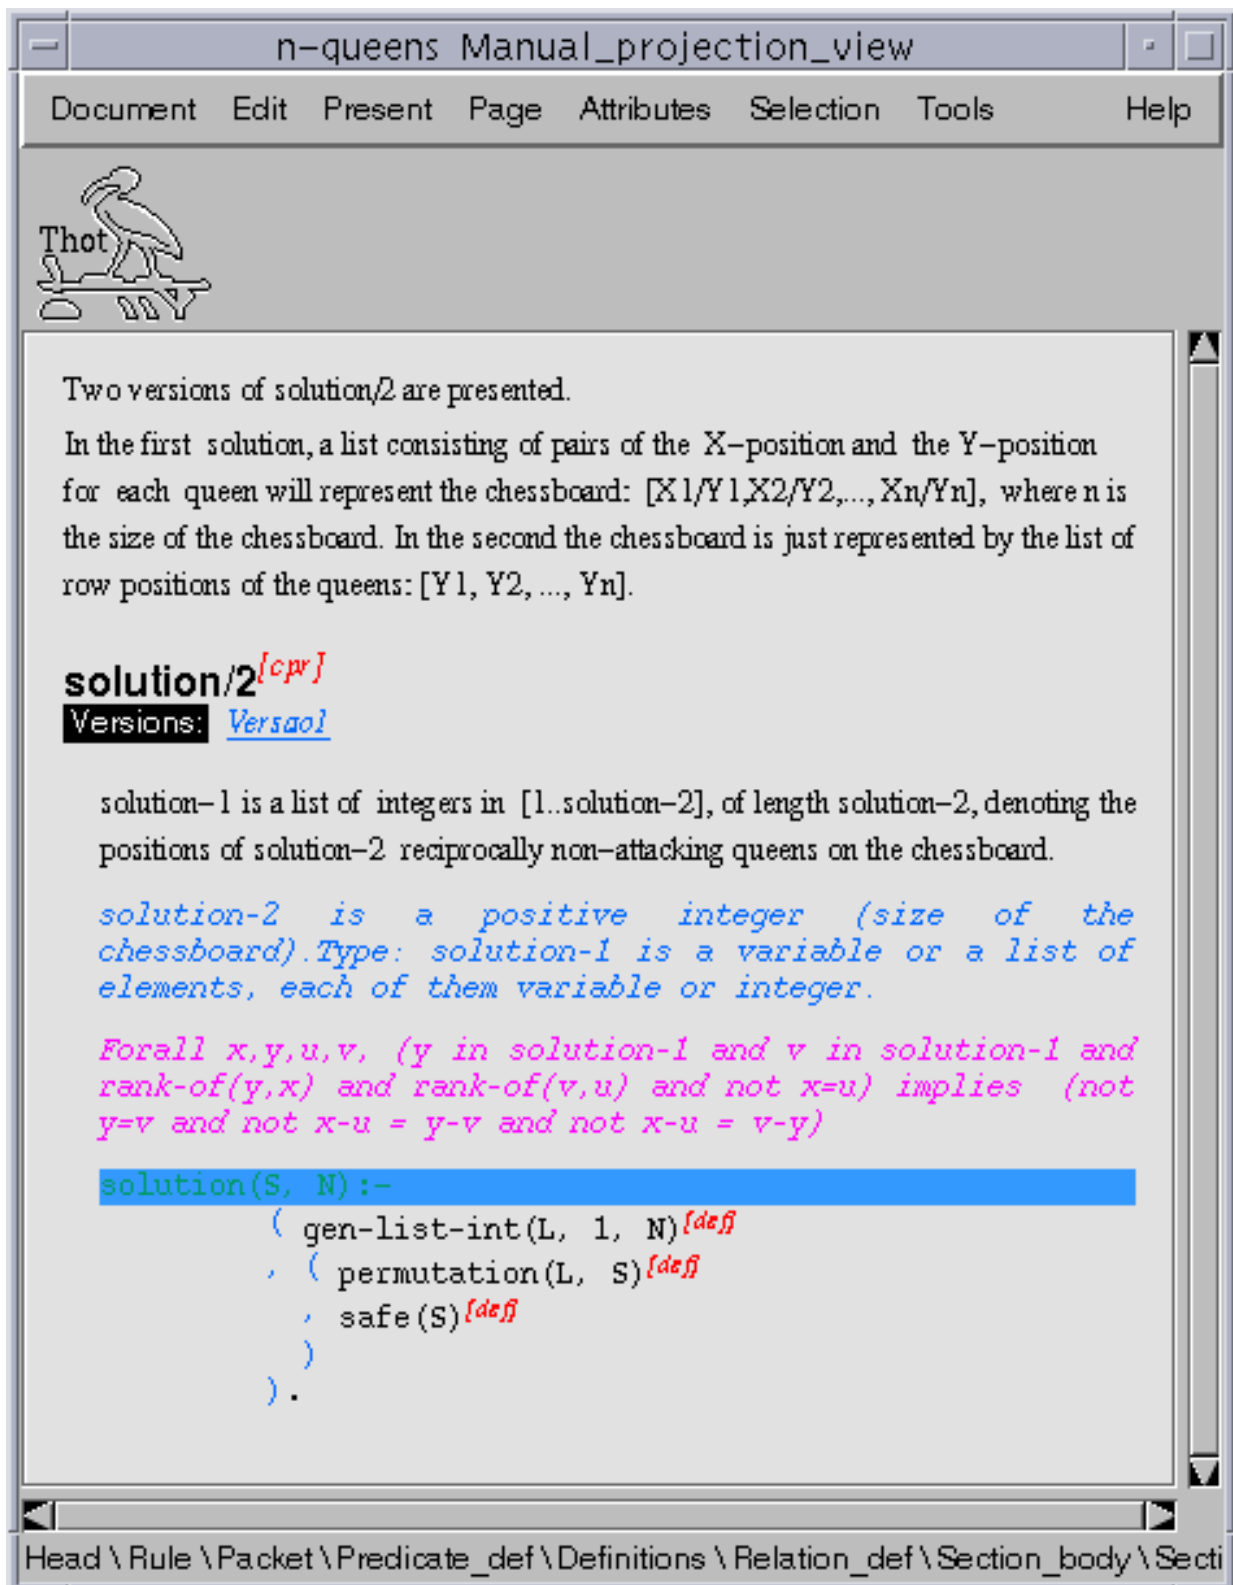 n-queens Manual_projection_view
Document Edit Present Page Attributes Selection Tools Help
Thot
Two versions of solution/2 are presented.
In the first solution, a list consisting of pairs of the X-position and the Y-position
for each queen will represent the chessboard: [X1/Y1,X2/Y2,..., Xn/Yn], where n is
the size of the chessboard. In the second the chessboard is just represented by the list of
row positions of the queens: [Y1, Y2, ..., Yn].
solution/2[cpr]
Versions: Versao1
solution-1 is a list of integers in [1..solution-2], of length solution-2, denoting the
positions of solution-2 reciprocally non-attacking queens on the chessboard.
solution-2 is a positive integer (size of the
chessboard).Type: solution-1 is a variable or a list of
elements, each of them variable or integer.
Forall x,y,u,v, (y in solution-1 and v in solution-1 and
rank-of(y,x) and rank-of(v,u) and not x=u) implies (not
y=v and not x-u = y-v and not x-u = v-y)
solution(S, N):-
( gen-list-int(L, 1, N)[def]
, ( permutation(L, S)[def]
, safe(S)[def]
)
).
Head \ Rule \ Packet \ Predicate_def \ Definitions \ Relation_def \ Section_body \ Secti